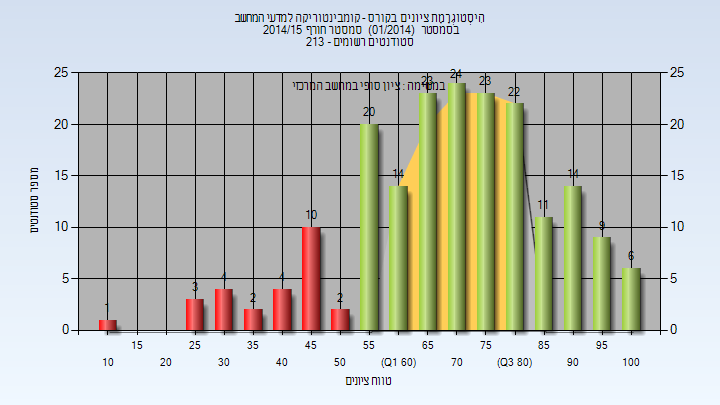 היסטוגרמת ציונים בקורס - קומבינטוריקה למדעי המחשב
בסמסטר (01/2014) סמסטר חורף 2014/15
סטודנטים רשומים - 213
במשימה : ציון סופי במחשב המרכזי
25 25
20 20
15 15
10 10
5 5
0 0
מספר סטודנטים
1 3 4 2 4 10 2 20 14 23 24 23 22 11 14 9 6
15 25 35 45 55 65 75 85 95
10 20 30 40 50 (Q1 60) 70 (Q3 80) 90 100
טווח ציונים